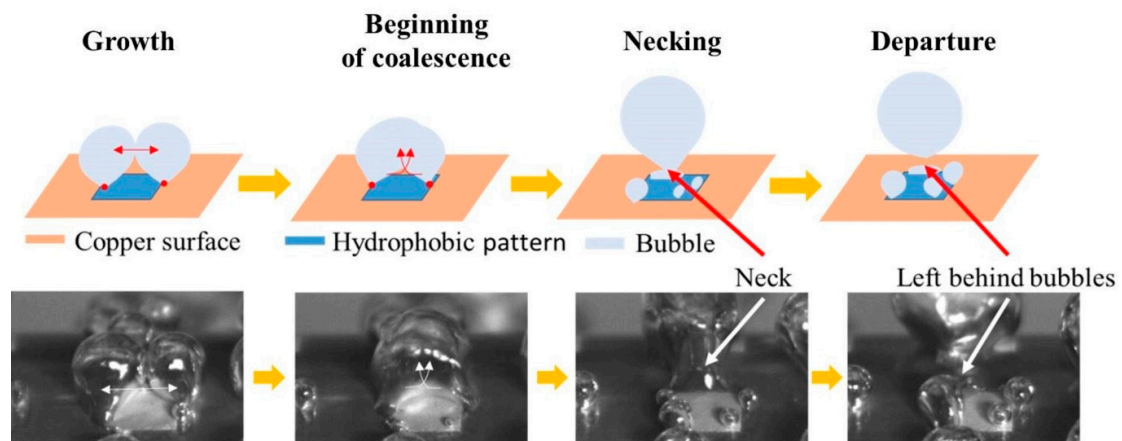 Growth
Beginning
of coalescence
Necking
Departure
Copper surface
Hydrophobic pattern
Bubble
Neck
Left behind bubbles